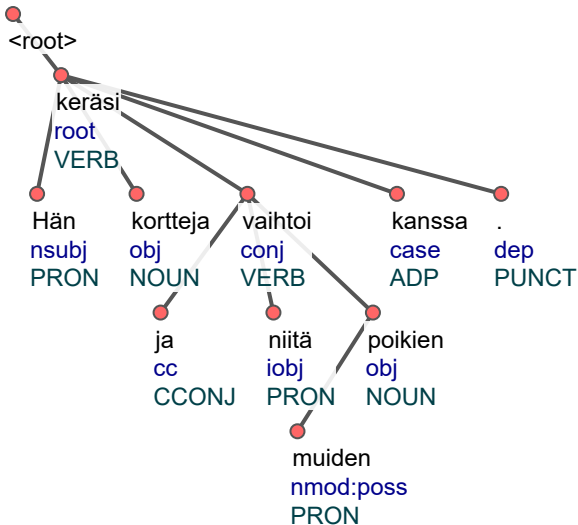 <root>
keräsi
root
VERB
Hän kortteja vaihtoi kanssa .
nsubj obj conj case dep
PRON NOUN VERB ADP PUNCT
ja niitä poikien
cc iobj obj
CCONJ PRON NOUN
muiden
nmod:poss
PRON